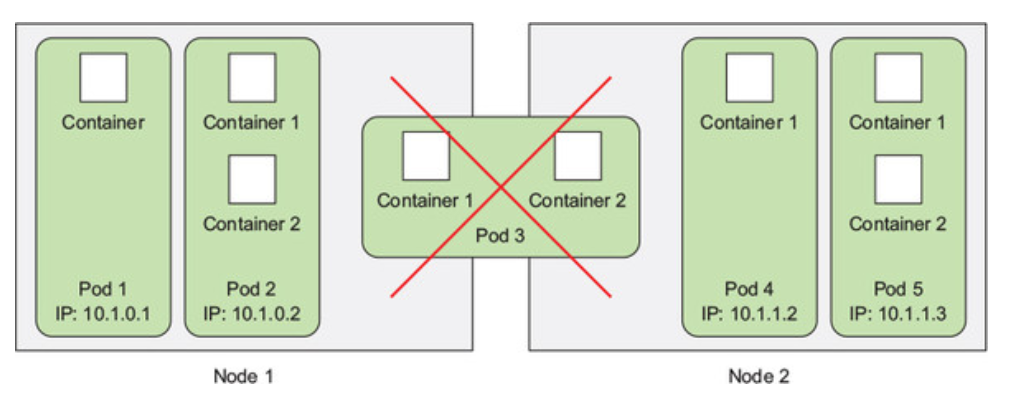 Container
Container 1
Container 2
Pod 1
IP: 10.1.0.1
Pod 2
IP: 10.1.0.2
Container 1
Container 2
Pod 3
Container 1
Container 1
Container 2
Pod 4
IP: 10.1.1.2
Pod 5
IP: 10.1.1.3
Node 1
Node 2